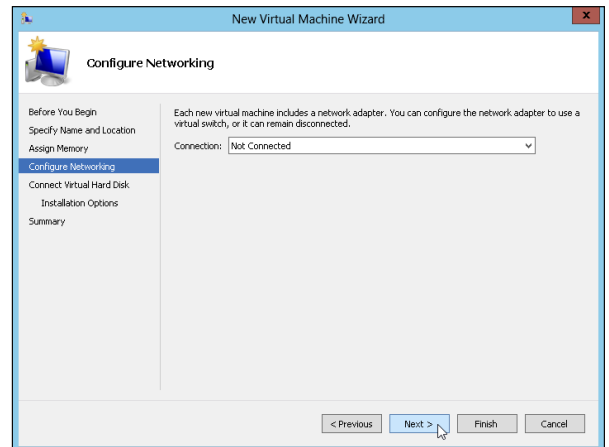 New Virtual Machine Wizard
x
Configure Networking
Before You Begin
Specify Name and Location
Assign Memory
Configure Networking
Connect Virtual Hard Disk
Installation Options
Summary
Each new virtual machine includes a network adapter. You can configure the network adapter to use a
virtual switch, or it can remain disconnected.
Connection: Not Connected
< Previous Next > Finish Cancel